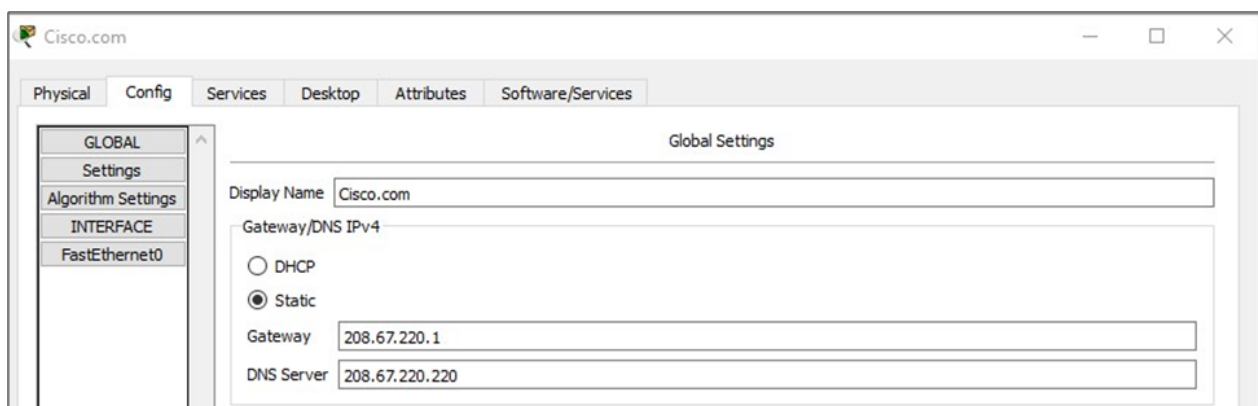 Cisco.com
Physical Config Services Desktop Attributes Software/Services
GLOBAL
Settings
Algorithm Settings
INTERFACE
FastEthernet0
Global Settings
Display Name Cisco.com
Gateway/DNS IPv4
DHCP
Static
Gateway 208.67.220.1
DNS Server 208.67.220.220